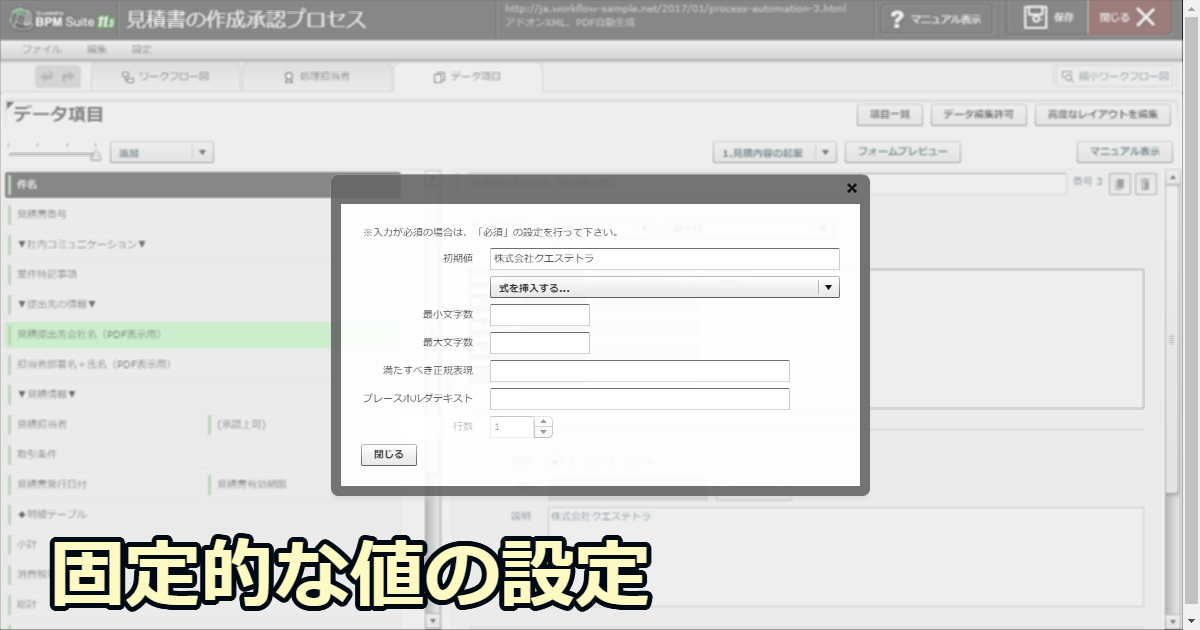 Questetra
BPM Suite 11.1
見積書の作成承認プロセス
http://ja.workflow-sample.net/2017/01/process-automation-3.html
アドオンXML、PDF自動生成
? マニュアル表示
保存
閉じる
ファイル 編集 設定
ワークフロー図
処理担当者
データ項目
縮小ワークフロー図
データ項目
項目一覧
データ編集許可
高度なレイアウトを編集
追加
1.見積内容の起案
フォームプレビュー
マニュアル表示
件名
番号 3
見積書番号
▼社内コミュニケーション▼
案件特記事項
▼提出先の情報▼
見積提出先会社名（PDF表示用）
担当者部署名+氏名（PDF表示用）
▼見積情報▼
見積担当者
(承認上司)
取引条件
見積書発行日付
見積書有効期限
◆明細テーブル
小計
総計
※入力が必須の場合は、「必須」の設定を行って下さい。
初期値
株式会社クエステトラ
式を挿入する...
最小文字数
最大文字数
満たすべき正規表現
プレースホルダテキスト
行数
1
閉じる
説明
株式会社クエステトラ
固定的な値の設定